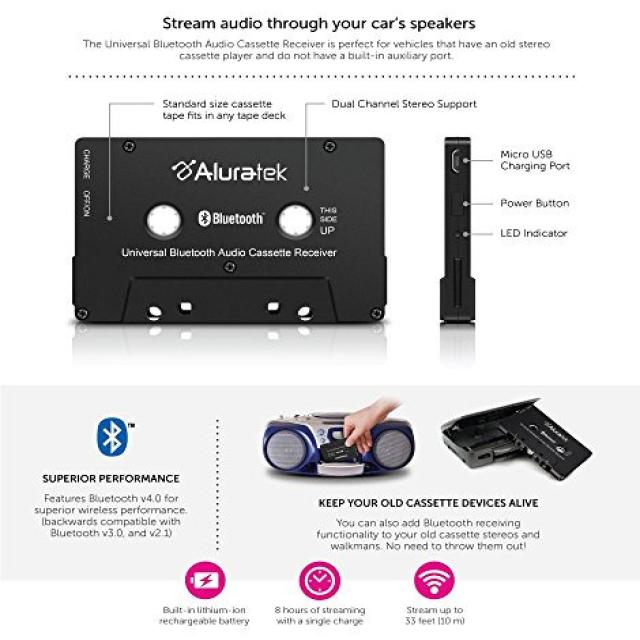 Stream audio through your car's speakers
The Universal Bluetooth Audio Cassette Receiver is perfect for vehicles that have an old stereo
cassette player and do not have a built-in auxiliary port.
Standard size cassette
tape fits in any tape deck
Dual Channel Stereo Support
CHARGE OFF/ON
Aluratek
Bluetooth
THIS
SIDE
UP
Universal Bluetooth Audio Cassette Receiver
Micro USB
Charging Port
Power Button
LED Indicator
TM
SUPERIOR PERFORMANCE
Features Bluetooth v4.0 for
superior wireless performance.
(backwards compatible with
Bluetooth v3.0, and v2.1)
Aluratek
KEEP YOUR OLD CASSETTE DEVICES ALIVE
You can also add Bluetooth receiving
functionality to your old cassette stereos and
walkmans. No need to throw them out!
Built-in lithium-ion
rechargeable battery
8 hours of streaming
with a single charge
Stream up to
33 feet (10 m)